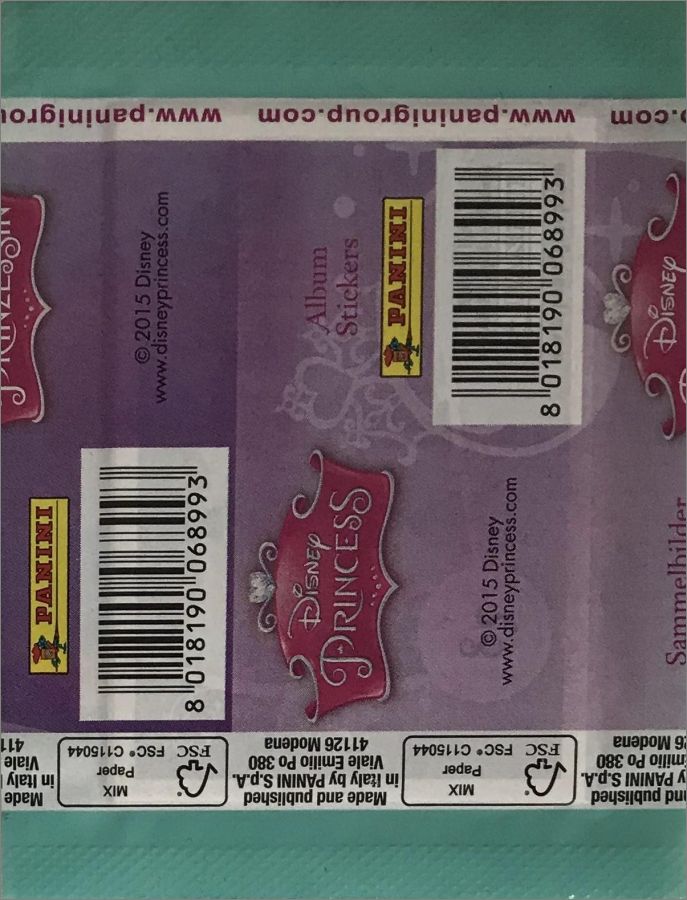 www.paninigroup.com
www.paninigroup.com
© 2015 Disney
www.disneyprincess.com
Album
Stickers
PANINI
8 018190 068993
DISNEY
PANINI
8 018190 068993
DISNEY
PRINCESS
© 2015 Disney
www.disneyprincess.com
Sammelbilder
FSC FSC® C115044
MIX
Paper
Made and published
in Italy by PANINI S.p.A.
Viale Emilio Po 380
41126 Modena
FSC FSC® C115044
MIX
Paper